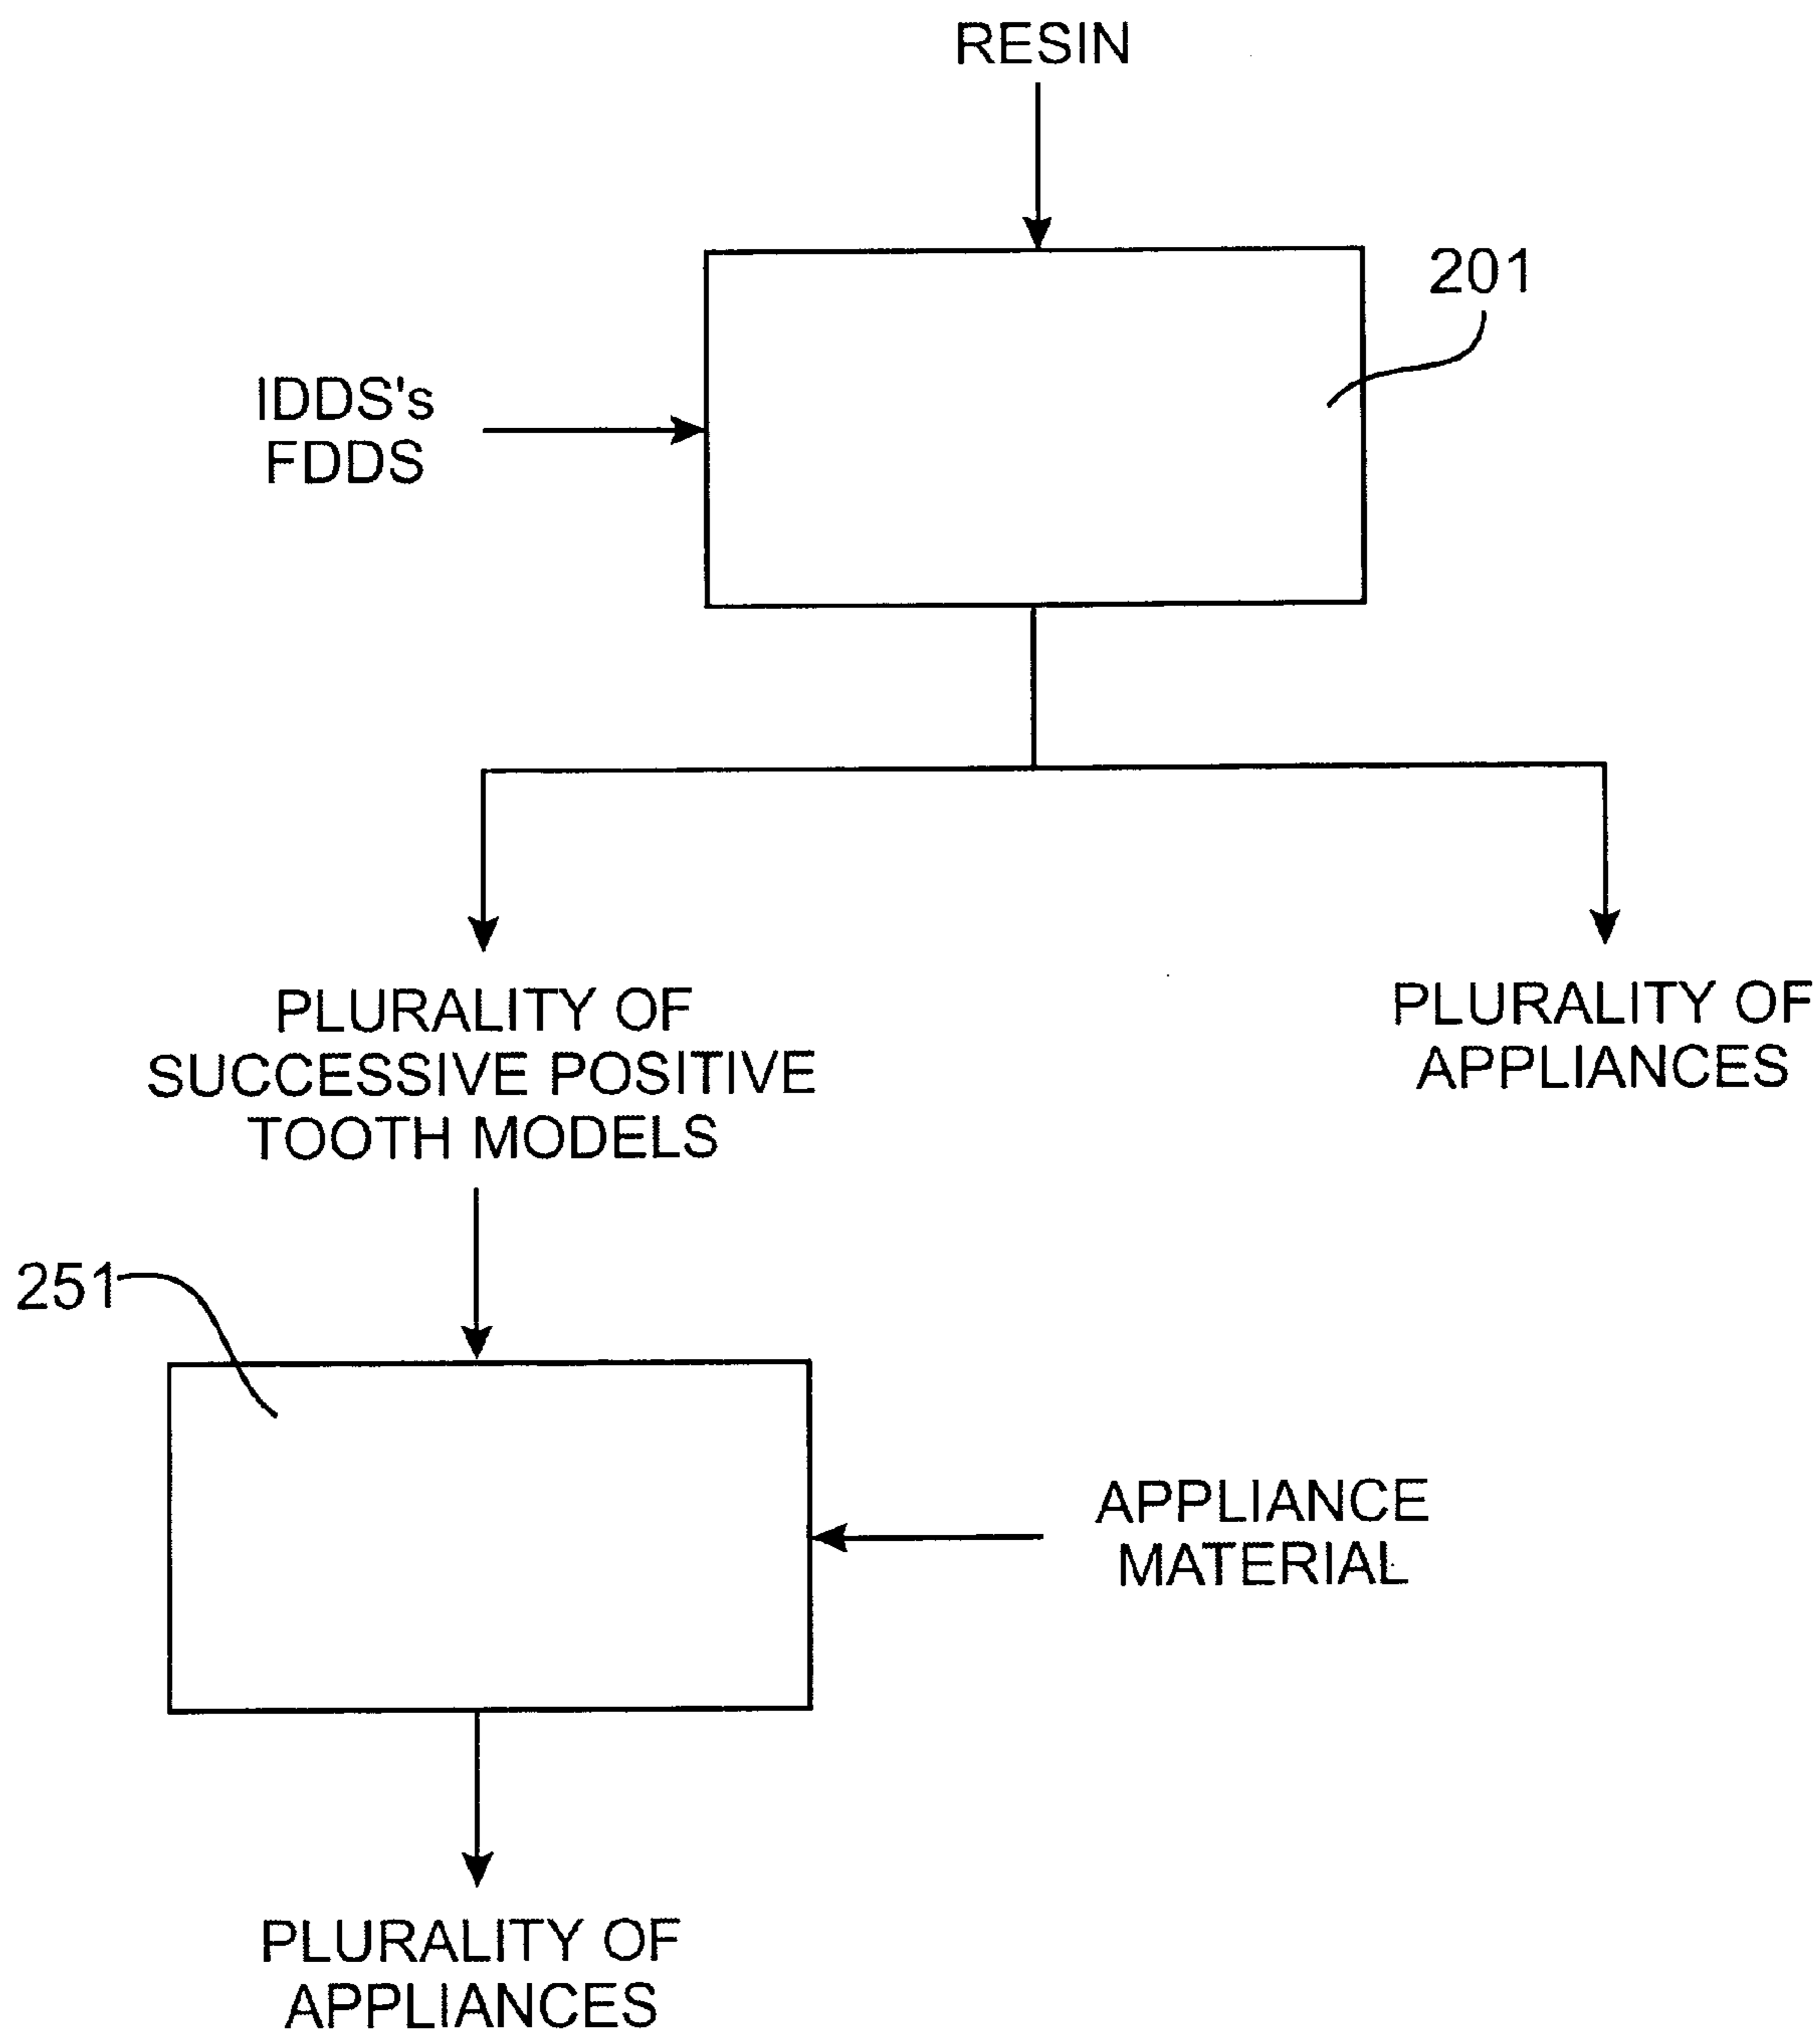 RESIN
201
IDDS's
FDDS
PLURALITY OF
SUCCESSIVE POSITIVE
TOOTH MODELS
PLURALITY OF
APPLIANCES
251
APPLIANCE
MATERIAL
PLURALITY OF
APPLIANCES